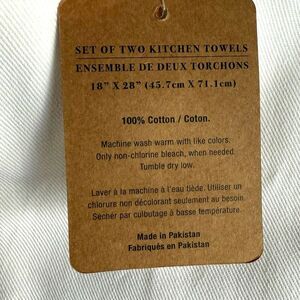 SET OF TWO KITCHEN TOWELS
ENSEMBLE DE DEUX TORCHONS
18" X 28" (45.7cm X 71.1cm)
100% Cotton / Coton.
Machine wash warm with like colors.
Only non-chlorine bleach, when needed.
Tumble dry low.
Laver à la machine à l'eau tiède. Utiliser un
chlorure non décolorant seulement au besoin.
Secher par culbutage à basse température.
Made in Pakistan
Fabriqués en Pakistan